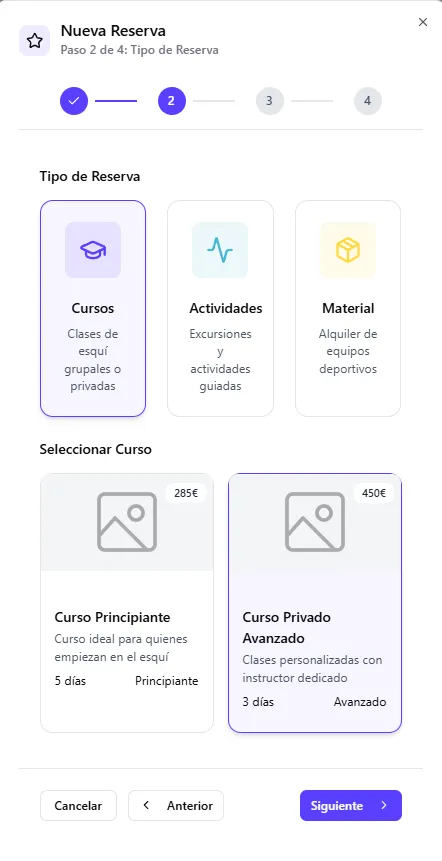 Nueva Reserva
Paso 2 de 4: Tipo de Reserva
2
3
4
Tipo de Reserva
Cursos
Clases de
esquí
grupales o
privadas
Actividades
Excursiones
y
actividades
guiadas
Material
Alquiler de
equipos
deportivos
Seleccionar Curso
285€
Curso Principiante
Curso ideal para quienes
empiezan en el esquí
5 días
Principiante
450€
Curso Privado
Avanzado
Clases personalizadas con
instructor dedicado
3 días
Avanzado
Cancelar
Anterior
Siguiente